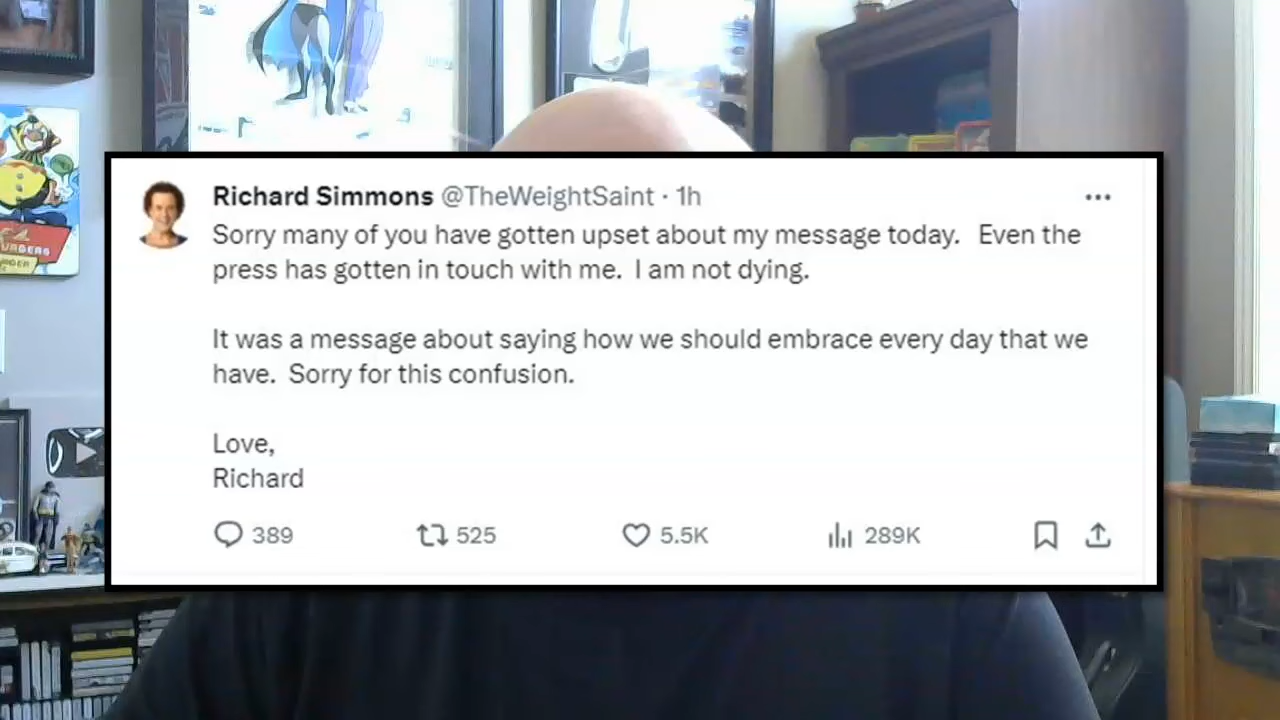 Richard Simmons @TheWeightSaint · 1h
Sorry many of you have gotten upset about my message today. Even the
press has gotten in touch with me. I am not dying.
It was a message about saying how we should embrace every day that we
have. Sorry for this confusion.
Love,
Richard
389
525
5.5K
289K